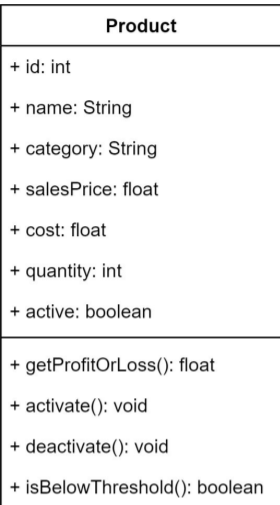 Product
+ id: int
+ name: String
+ category: String
+ salesPrice: float
+ cost: float
+ quantity: int
+ active: boolean
+ getProfitOrLoss(): float
+ activate(): void
+ deactivate(): void
+ isBelowThreshold(): boolean